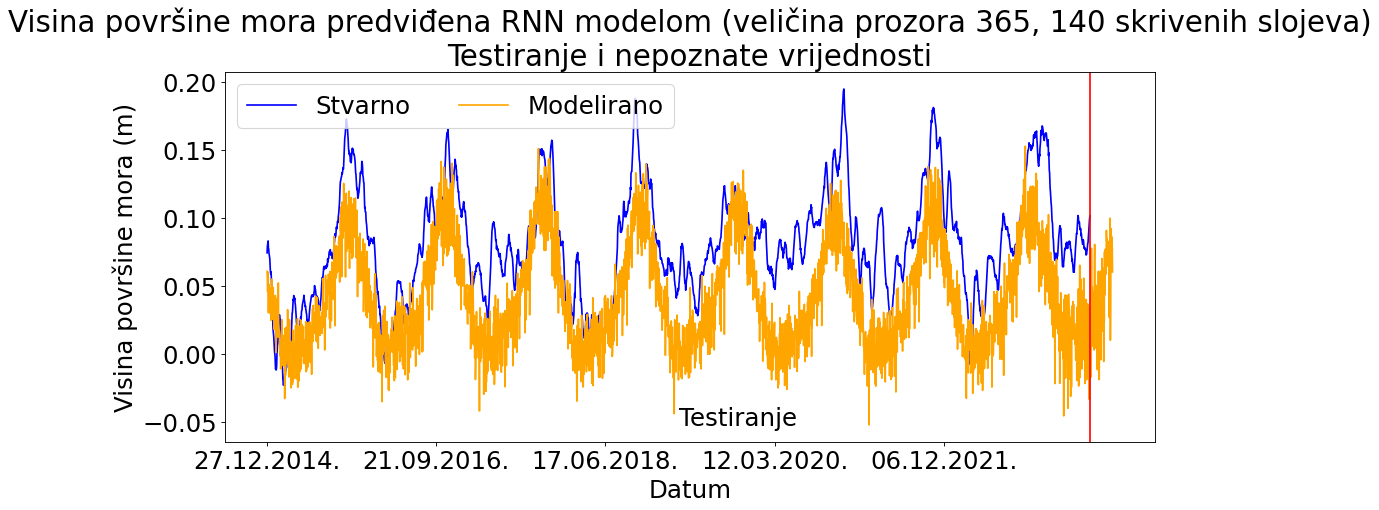 Visina površine mora predviđena RNN modelom (veličina prozora 365, 140 skrivenih slojeva)
Testiranje i nepoznate vrijednosti
Stvarno
Modelirano
Visina površine mora (m)
0.20
0.15
0.10
0.05
0.00
−0.05
Testiranje
27.12.2014.
21.09.2016.
17.06.2018.
12.03.2020.
06.12.2021.
Datum